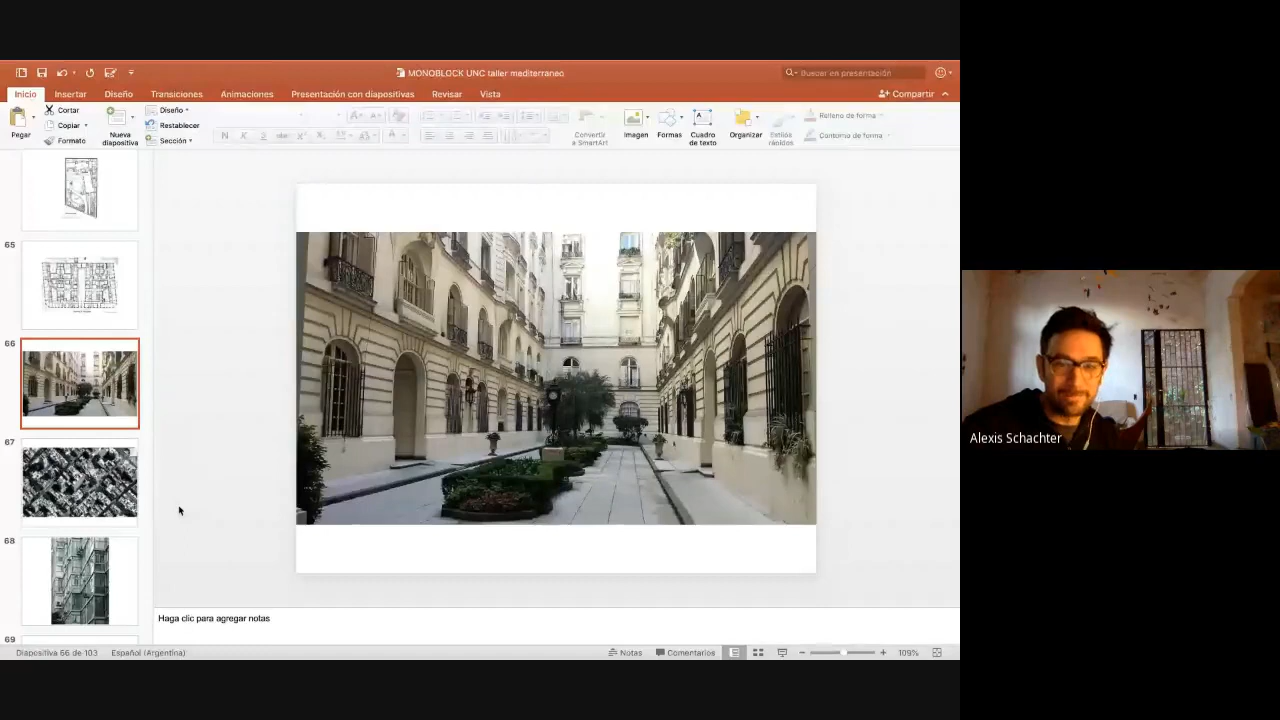 MONOBLOCK UNC taller mediterraneo
Buscar en presentación
Inicio Insertar Diseño Transiciones Animaciones Presentación con diapositivas Revisar Vista
Compartir
Pegar
Cortar
Copiar
Formato
Nueva diapositiva
Diseño
Restablecer
Sección
N K S abc X X
Convertir a SmartArt
Imagen
Formas
Cuadro de texto
Organizar
Estilos rápidos
Relleno de forma
Contorno de forma
65
66
67
68
69
Haga clic para agregar notas
Diapositiva 66 de 103 Español (Argentina)
Notas Comentarios 109%
Alexis Schachter